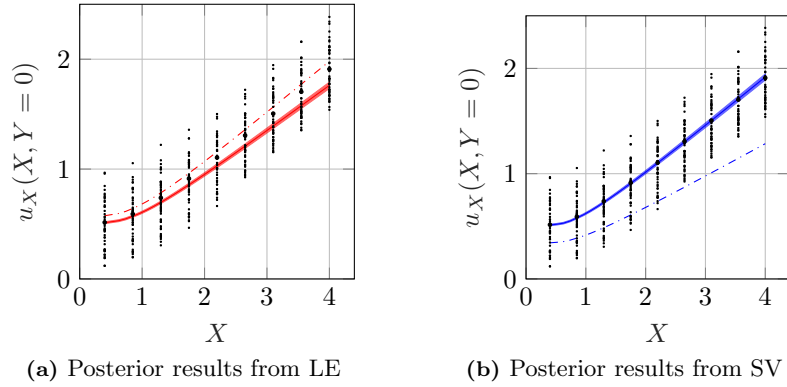 2
1
0
0
1
2
3
4
u_X(X, Y = 0)
X
(a) Posterior results from LE
2
1
0
0
1
2
3
4
u_X(X, Y = 0)
X
(b) Posterior results from SV